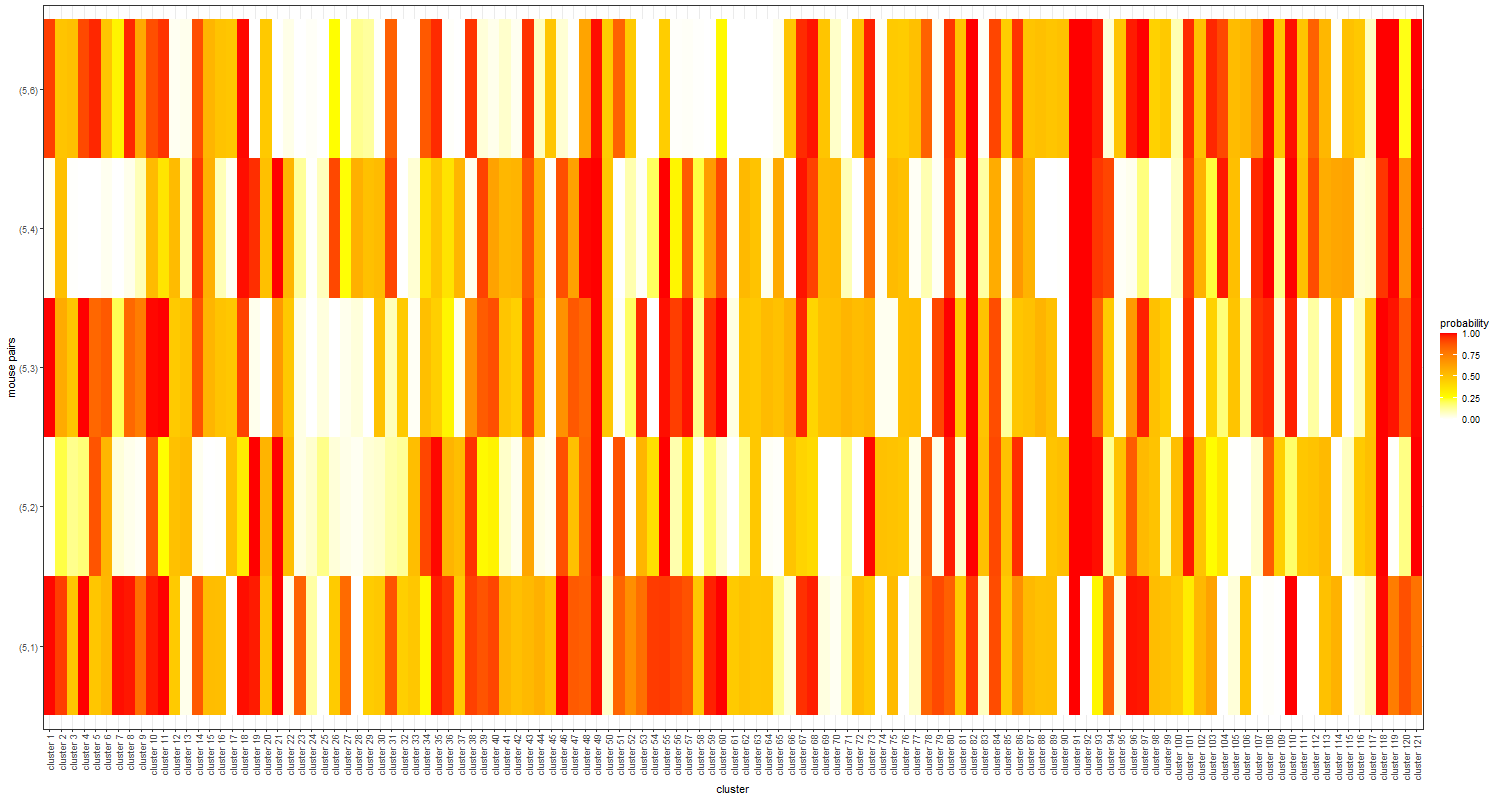 (5,6)
(5,4)
(5,3)
(5,2)
(5,1)
mouse pairs
cluster 1
cluster 2
cluster 3
cluster 4
cluster 5
cluster 6
cluster 7
cluster 8
cluster 9
cluster 10
cluster 11
cluster 12
cluster 13
cluster 14
cluster 15
cluster 16
cluster 17
cluster 18
cluster 19
cluster 20
cluster 21
cluster 22
cluster 23
cluster 24
cluster 25
cluster 26
cluster 27
cluster 28
cluster 29
cluster 30
cluster 31
cluster 32
cluster 33
cluster 34
cluster 35
cluster 36
cluster 37
cluster 38
cluster 39
cluster 40
cluster 41
cluster 42
cluster 43
cluster 44
cluster 45
cluster 46
cluster 47
cluster 48
cluster 49
cluster 50
cluster 51
cluster 52
cluster 53
cluster 54
cluster 55
cluster 56
cluster 57
cluster 58
cluster 59
cluster 60
cluster 61
cluster 62
cluster 63
cluster 64
cluster 65
cluster 66
cluster 67
cluster 68
cluster 69
cluster 70
cluster 71
cluster 72
cluster 73
cluster 74
cluster 75
cluster 76
cluster 77
cluster 78
cluster 79
cluster 80
cluster 81
cluster 82
cluster 83
cluster 84
cluster 85
cluster 86
cluster 87
cluster 88
cluster 89
cluster 90
cluster 91
cluster 92
cluster 93
cluster 94
cluster 95
cluster 96
cluster 97
cluster 98
cluster 99
cluster 100
cluster 101
cluster 102
cluster 103
cluster 104
cluster 105
cluster 106
cluster 107
cluster 108
cluster 109
cluster 110
cluster 111
cluster 112
cluster 113
cluster 114
cluster 115
cluster 116
cluster 117
cluster 118
cluster 119
cluster 120
cluster 121
cluster
probability
1.00
0.75
0.50
0.25
0.00